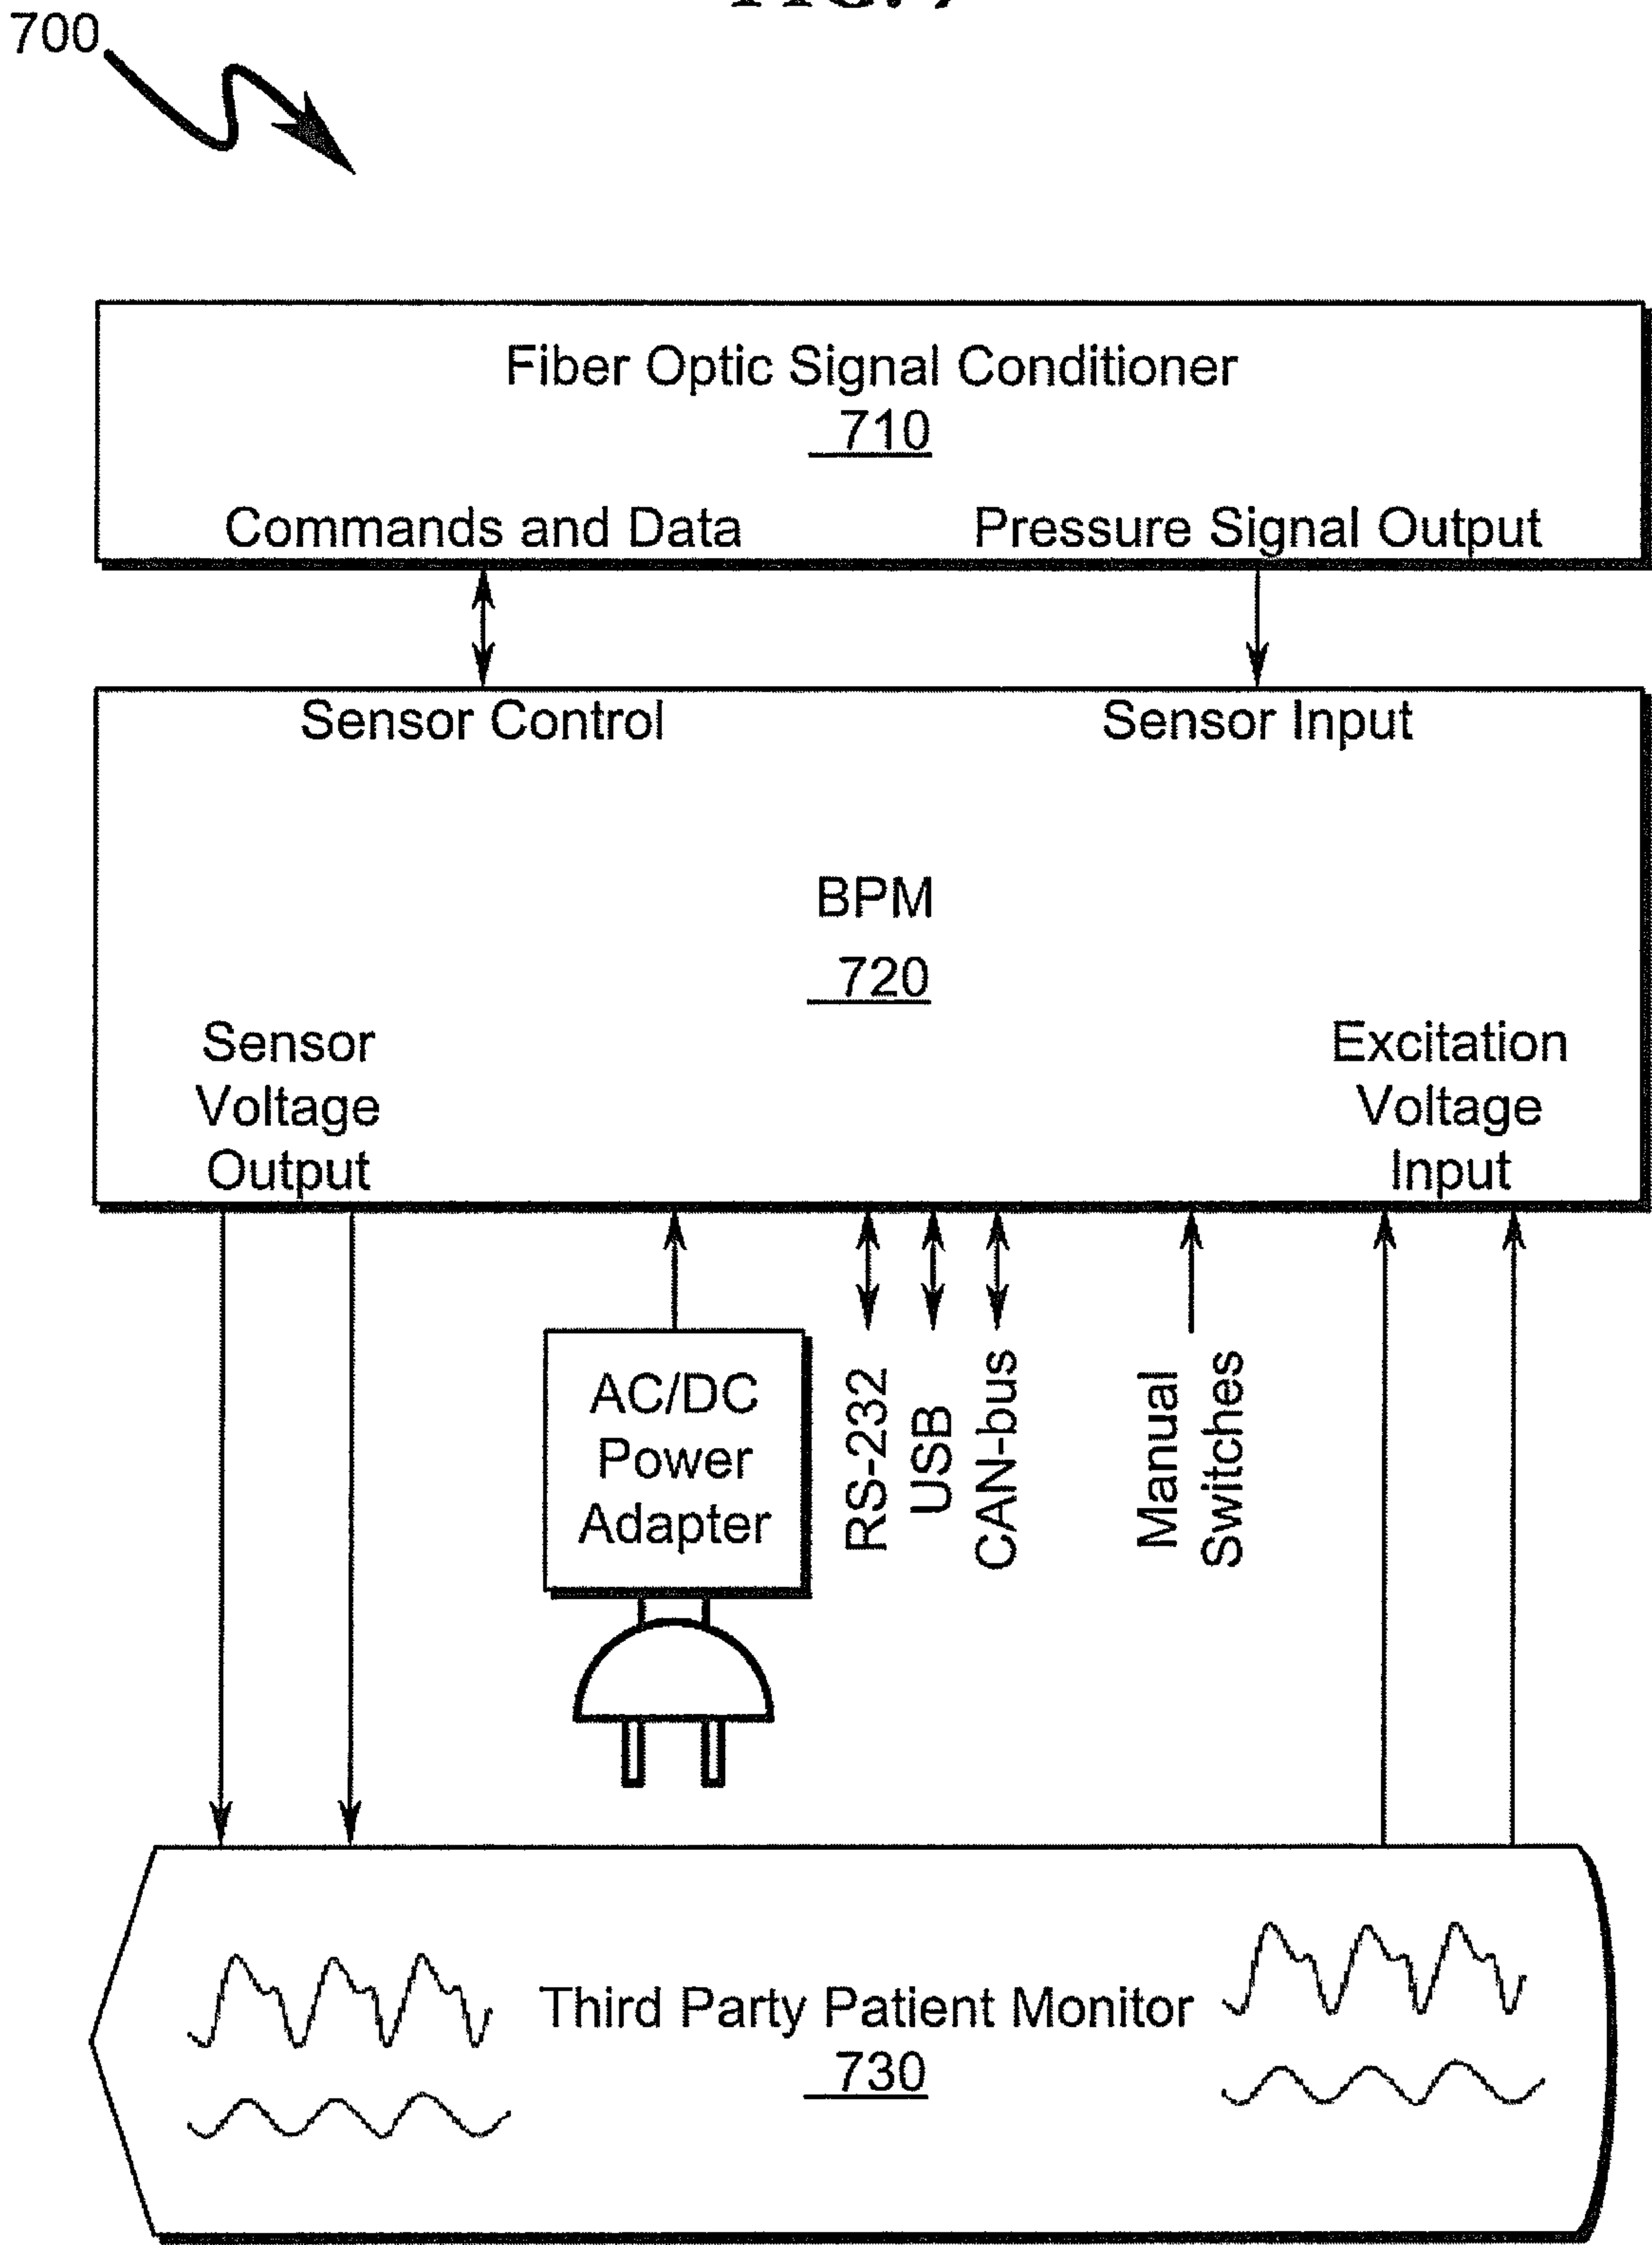 700
Fiber Optic Signal Conditioner
710
Commands and Data
Pressure Signal Output
Sensor Control
Sensor Input
BPM
720
Sensor
Voltage
Output
Excitation
Voltage
Input
AC/DC
Power
Adapter
RS-232
USB
CAN-bus
Manual
Switches
Third Party Patient Monitor
730